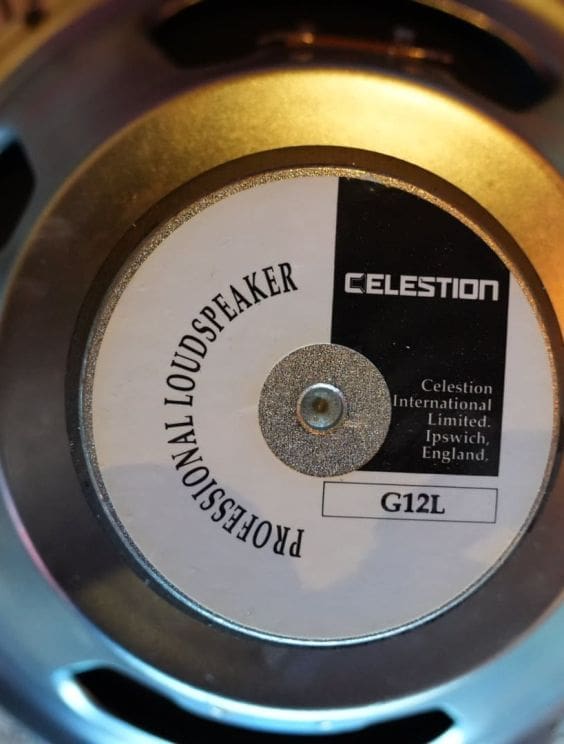 PROFESSIONAL LOUDSPEAKER
CELESTION
Celestion
International
Limited.
Ipswich,
England.
G12L